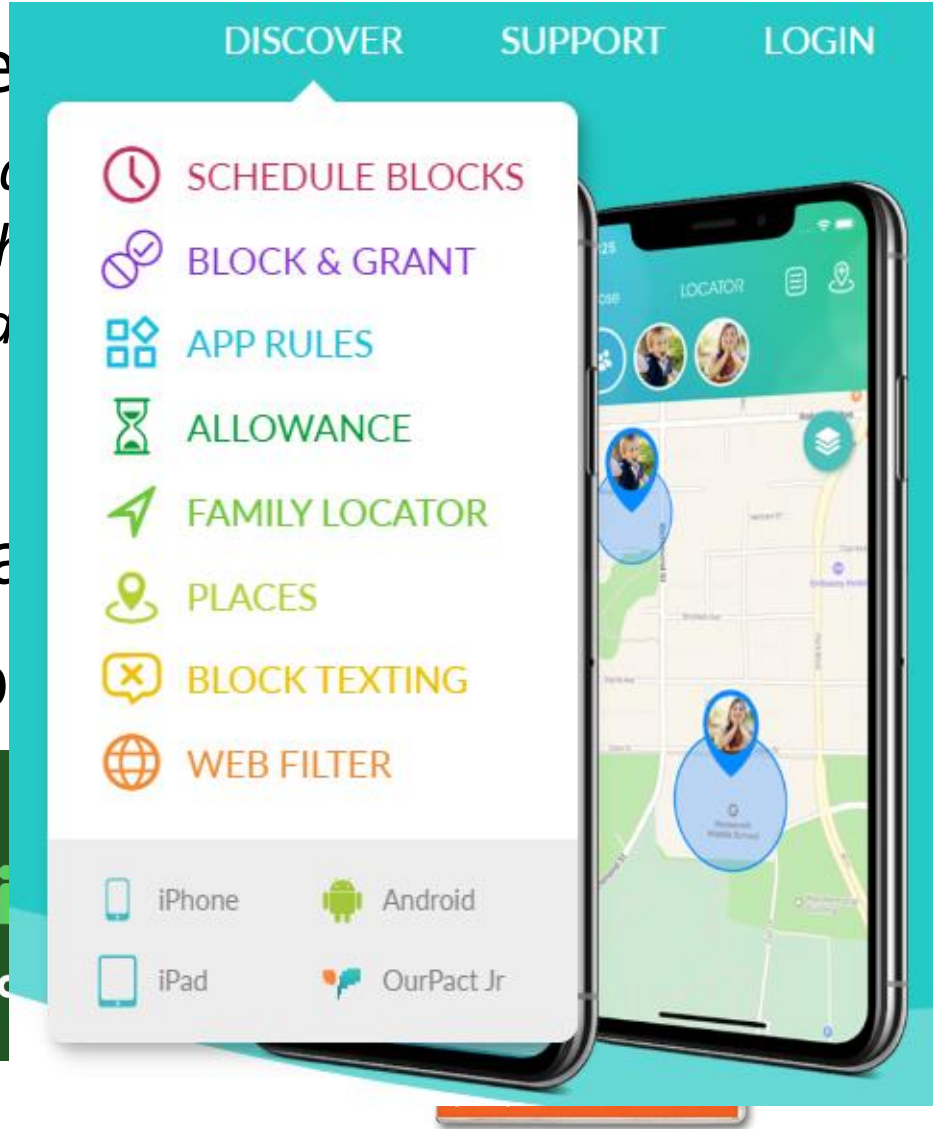 DISCOVER SUPPORT LOGIN
SCHEDULE BLOCKS
BLOCK & GRANT
APP RULES
ALLOWANCE
FAMILY LOCATOR
PLACES
BLOCK TEXTING
WEB FILTER
iPhone Android
iPad OurPact Jr
:25
LOCATOR